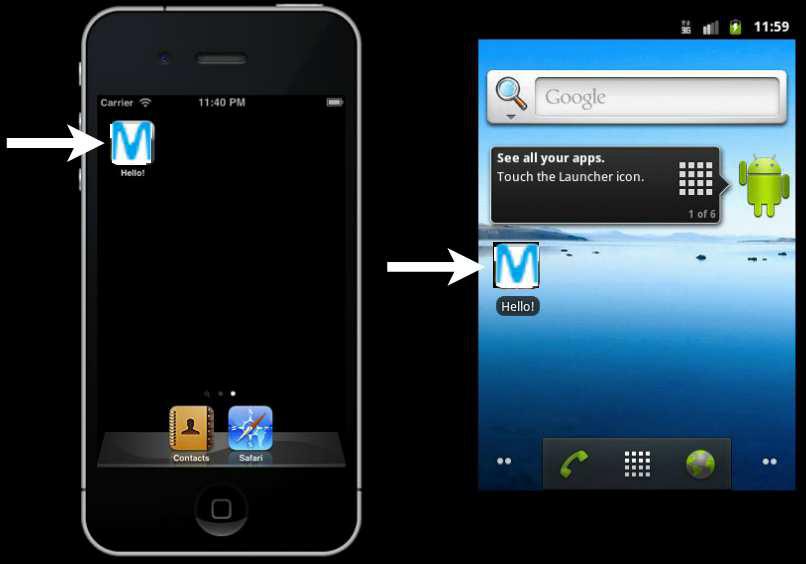 Carrier
11:40 PM
M
Hello!
Contacts
Safari
3G
11:59
Google
See all your apps.
Touch the Launcher icon.
1 of 6
M
Hello!